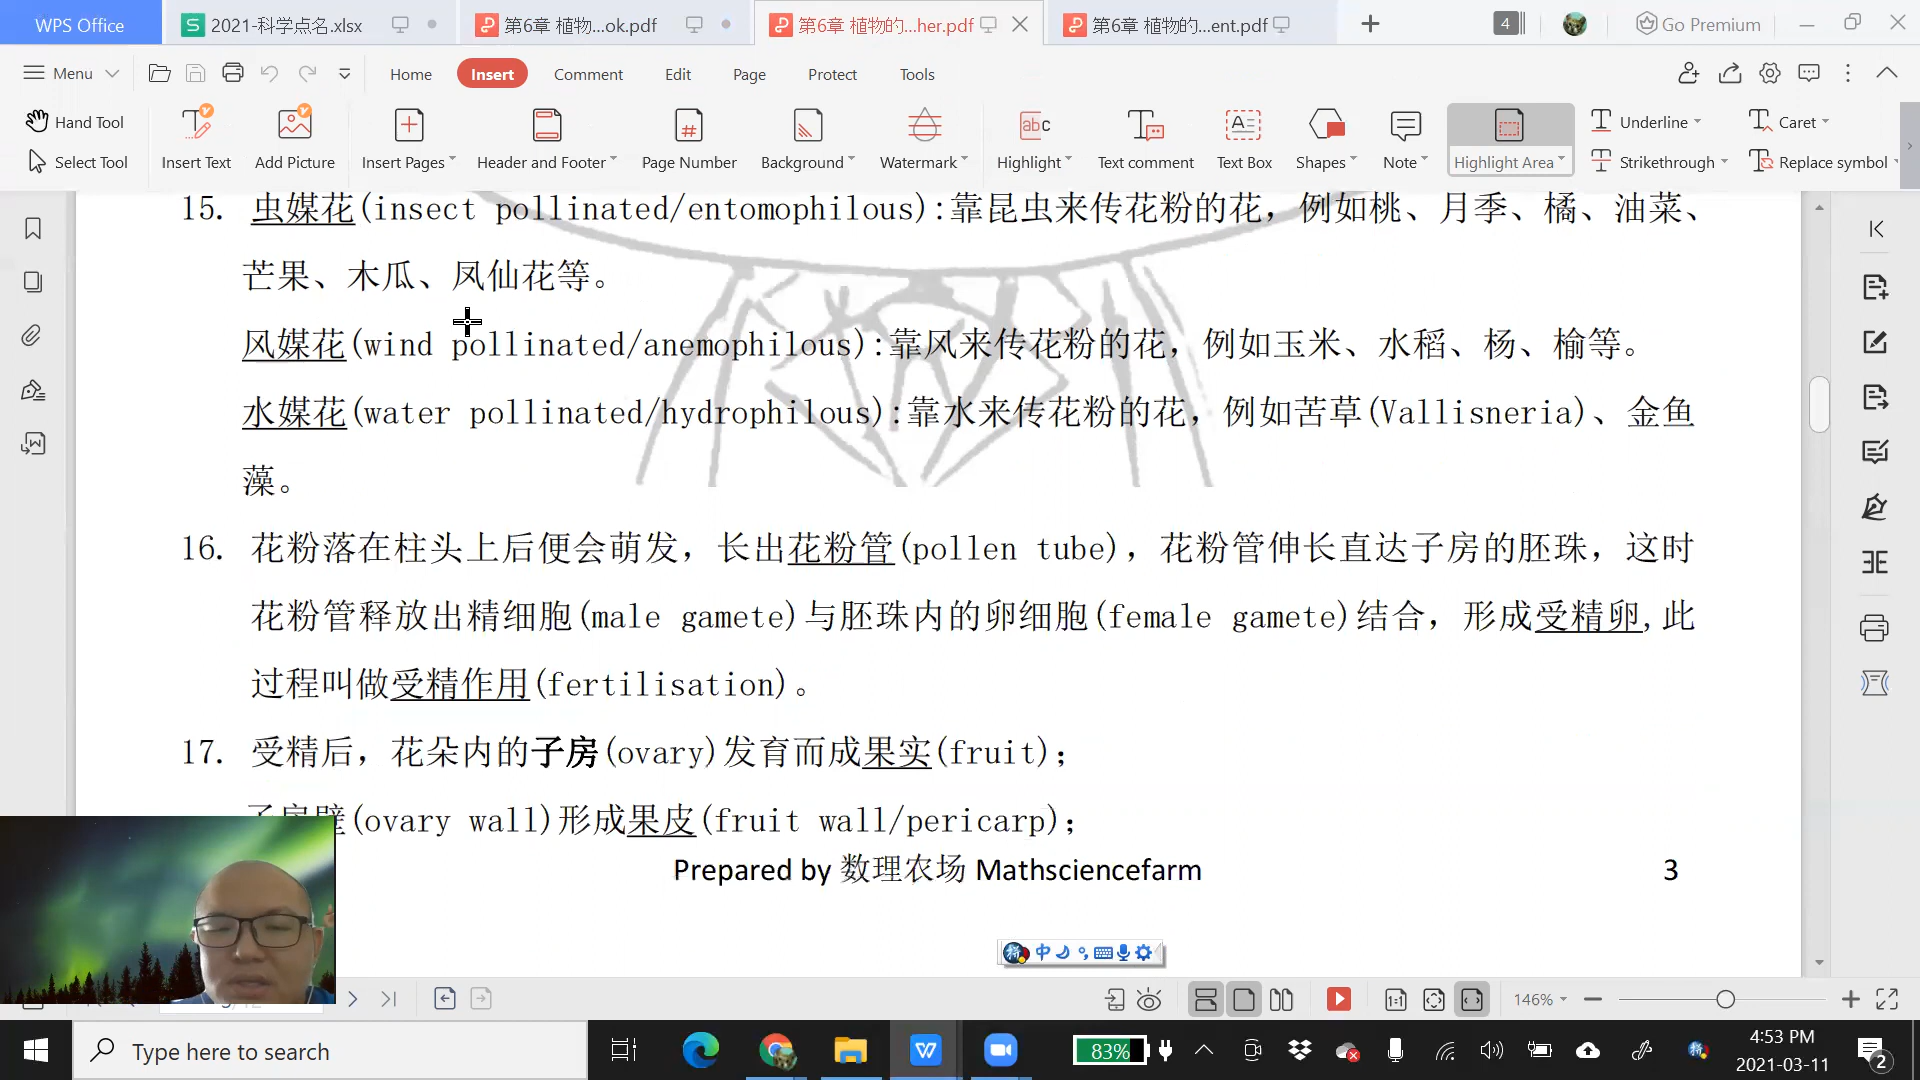 WPS Office
2021-科学点名.xlsx
第6章 植物...ok.pdf
第6章 植物的...her.pdf
第6章 植物的...ent.pdf
4
Go Premium
Menu
Home
Insert
Comment
Edit
Page
Protect
Tools
Hand Tool
Select Tool
Insert Text
Add Picture
Insert Pages
Header and Footer
Page Number
Background
Watermark
Highlight
Text comment
Text Box
Shapes
Note
Highlight Area
Underline
Strikethrough
Caret
Replace symbol
15. 虫媒花(insect pollinated/entomophilous):靠昆虫来传花粉的花，例如桃、月季、橘、油菜、
芒果、木瓜、凤仙花等。
风媒花(wind pollinated/anemophilous):靠风来传花粉的花，例如玉米、水稻、杨、榆等。
水媒花(water pollinated/hydrophilous):靠水来传花粉的花，例如苦草(Vallisneria)、金鱼
藻。
16. 花粉落在柱头上后便会萌发，长出花粉管(pollen tube)，花粉管伸长直达子房的胚珠，这时
花粉管释放出精细胞(male gamete)与胚珠内的卵细胞(female gamete)结合，形成受精卵,此
过程叫做受精作用(fertilisation)。
17. 受精后，花朵内的子房(ovary)发育而成果实(fruit)；
子房壁(ovary wall)形成果皮(fruit wall/pericarp)；
Prepared by 数理农场 Mathsciencefarm
3
拼 中
146%
Type here to search
83%
4:53 PM
2021-03-11
2